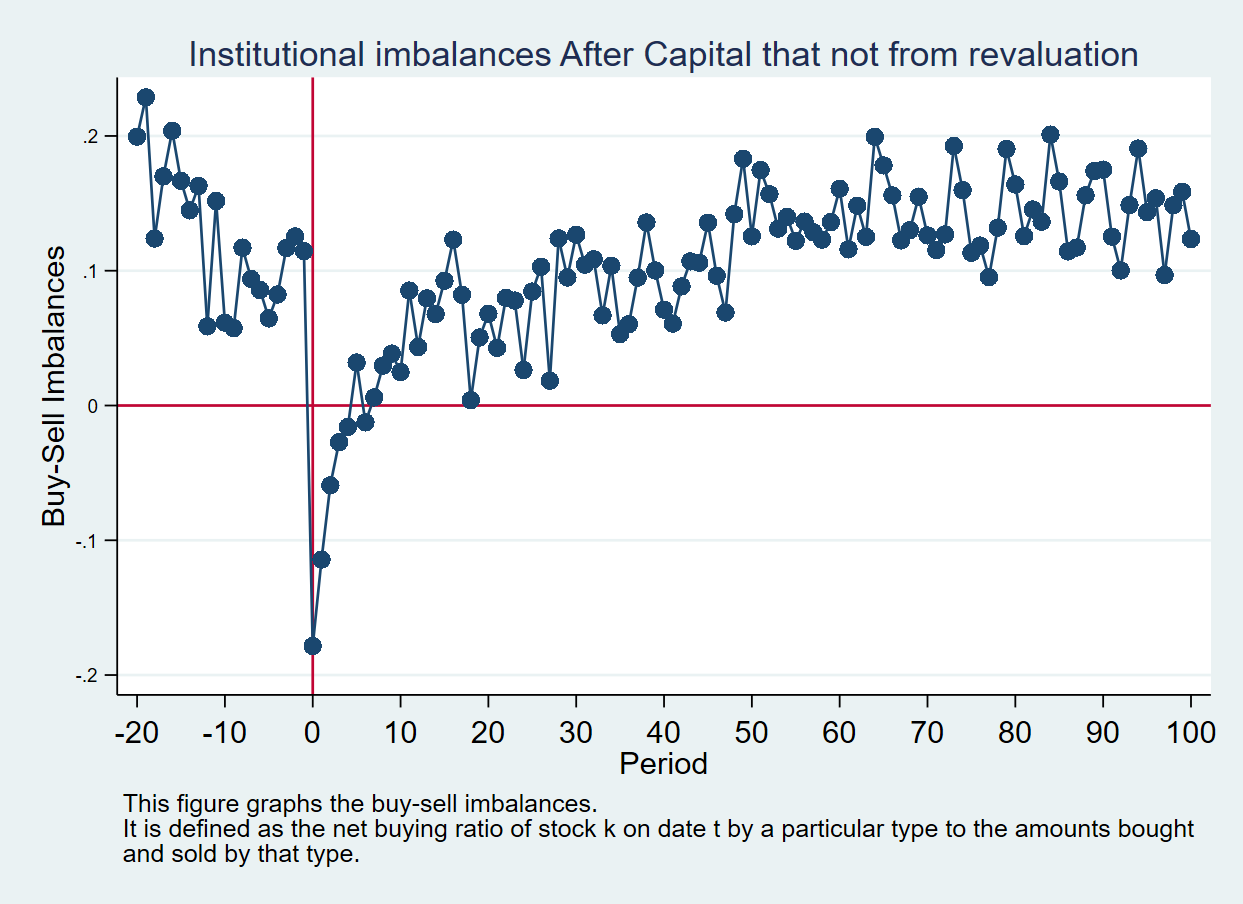 Institutional imbalances After Capital that not from revaluation
Buy-Sell Imbalances
.2
.1
0
-.1
-.2
-20 -10 0 10 20 30 40 50 60 70 80 90 100
Period
This figure graphs the buy-sell imbalances.
It is defined as the net buying ratio of stock k on date t by a particular type to the amounts bought
and sold by that type.